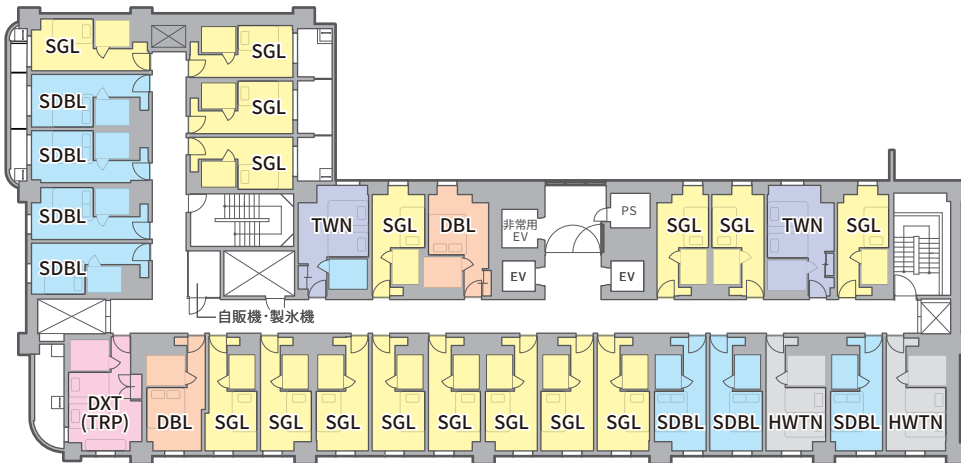 SGL
SGL
SDBL
SGL
SDBL
SGL
SDBL
SDBL
TWN
SGL
DBL
非常用
EV
PS
EV
EV
SGL
SGL
TWN
SGL
自販機・製氷機
DXT
(TRP)
DBL
SGL
SGL
SGL
SGL
SGL
SGL
SGL
SGL
SDBL
SDBL
HWTN
SDBL
HWTN